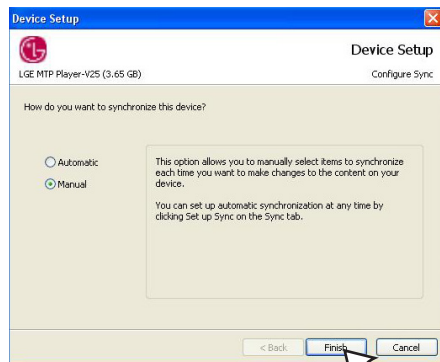 Device Setup
Device Setup
LGE MTP Player-V25 (3.65 GB)
Configure Sync
How do you want to synchronize this device?
Automatic
Manual
This option allows you to manually select items to synchronize
each time you want to make changes to the content on your
device.
You can set up automatic synchronization at any time by
clicking Set up Sync on the Sync tab.
< Back
Finish
Cancel